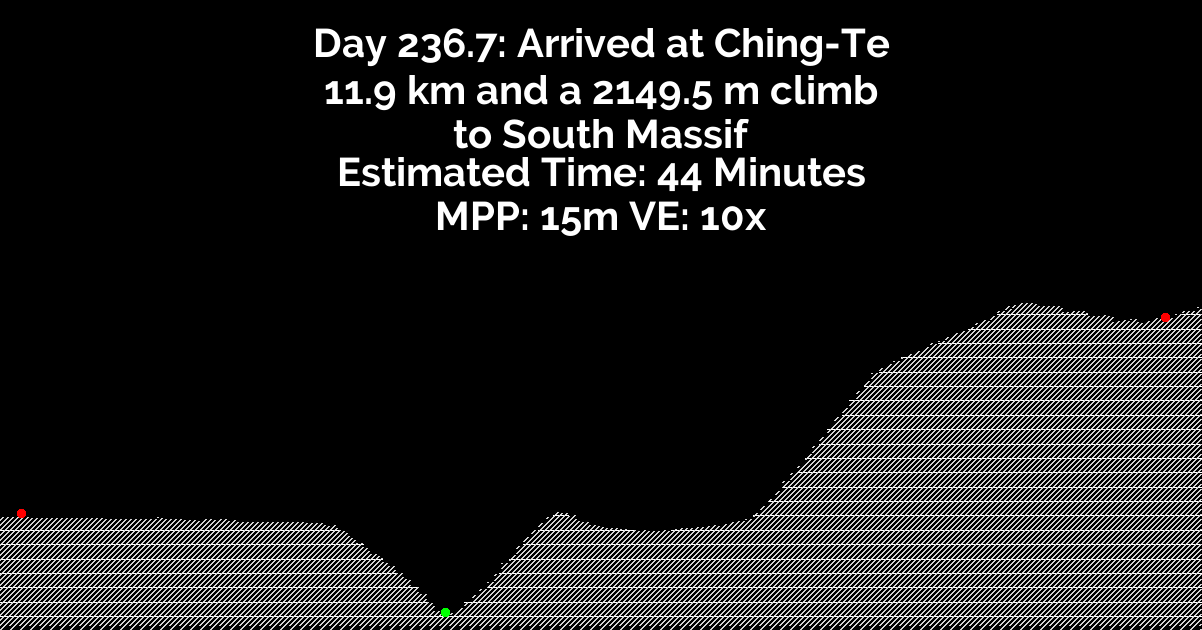 Day 236.7: Arrived at Ching-Te
11.9 km and a 2149.5 m climb
to South Massif
Estimated Time: 44 Minutes
MPP: 15m VE: 10x